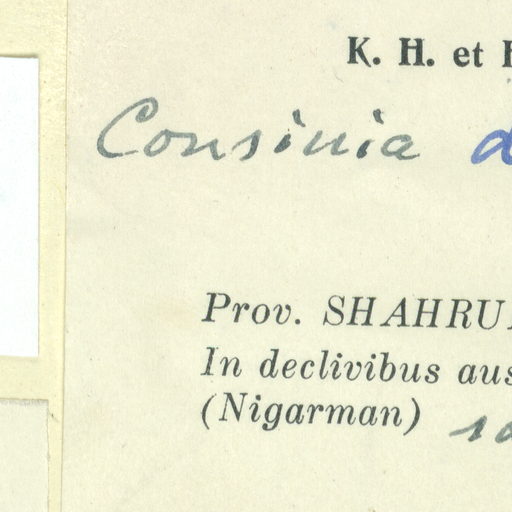 K. H. et
Cousinia d
Prov. SHAHRU
In declivibus aus
(Nigarman)